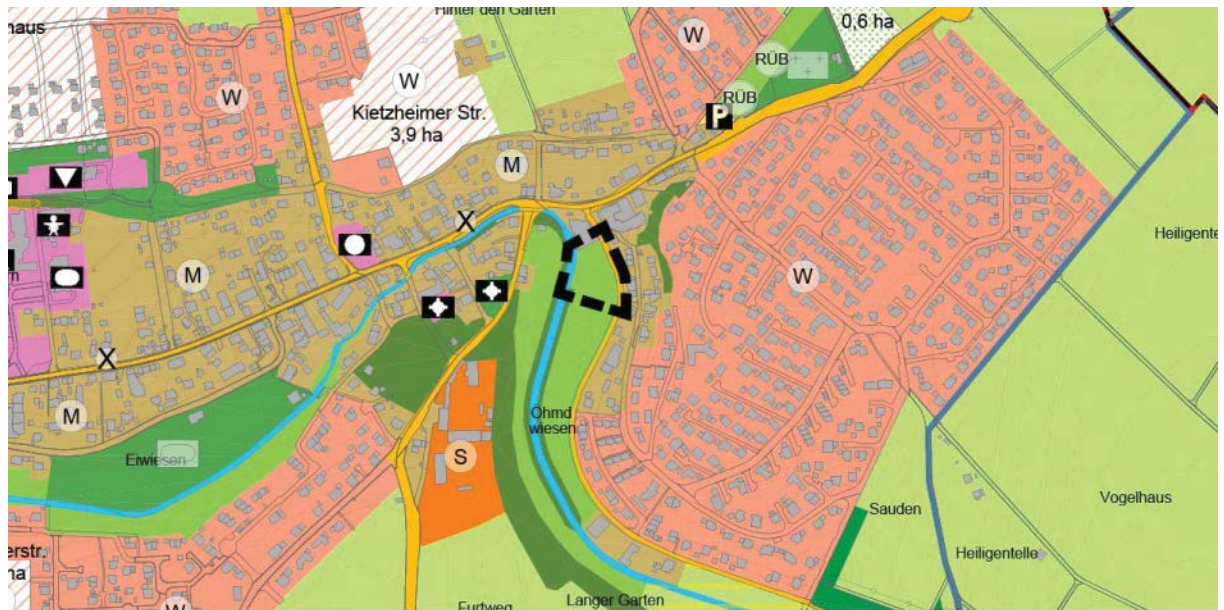 haus
Hinter den Gärten
0,6 ha
W
RÜB
W
W
Kietzheimer Str.
3,9 ha
RÜB
P
M
X
Heiligentelle
M
W
X
Öhmd
wiesen
M
Eiwiesen
S
Vogelhaus
Sauden
Heiligentelle
erstr.
ha
W
Furtweg
Langer Garten